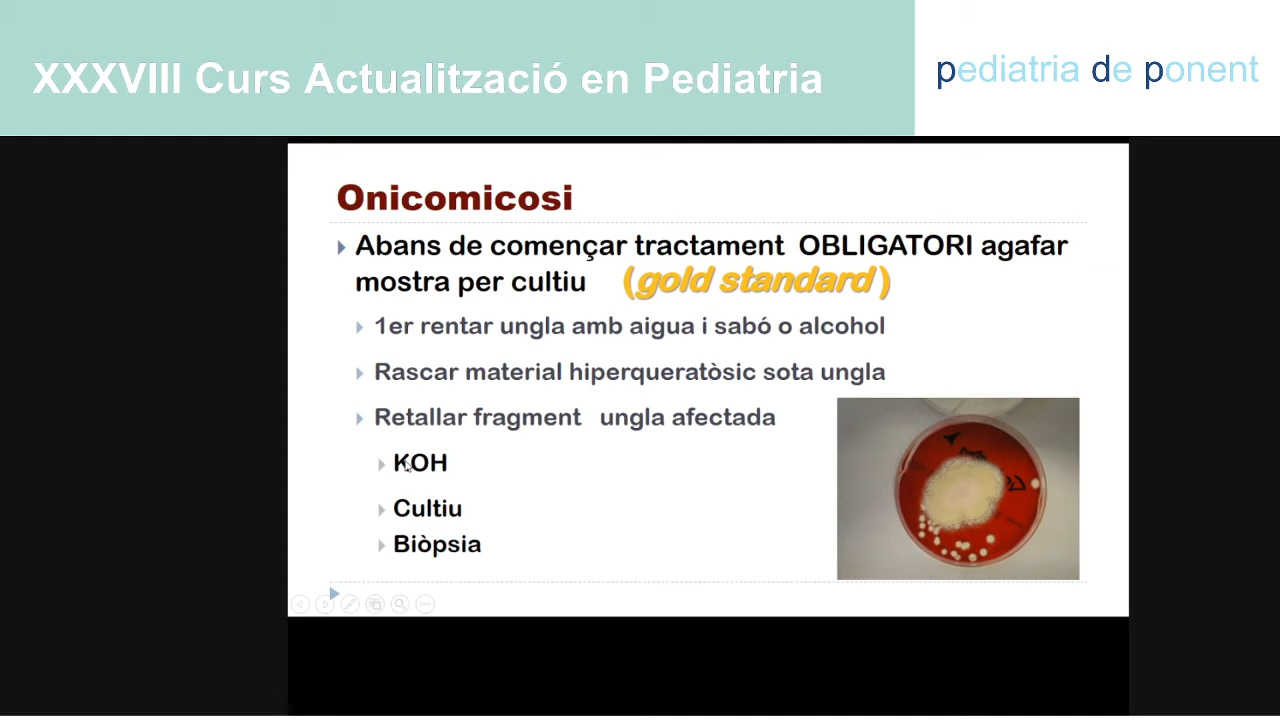 XXXVIII Curs Actualització en Pediatria
pediatria de ponent
Onicomicosi
Abans de començar tractament OBLIGATORI agafar
mostra per cultiu (gold standard)
1er rentar ungla amb aigua i sabó o alcohol
Rascar material hiperqueratòsic sota ungla
Retallar fragment ungla afectada
KOH
Cultiu
Biòpsia